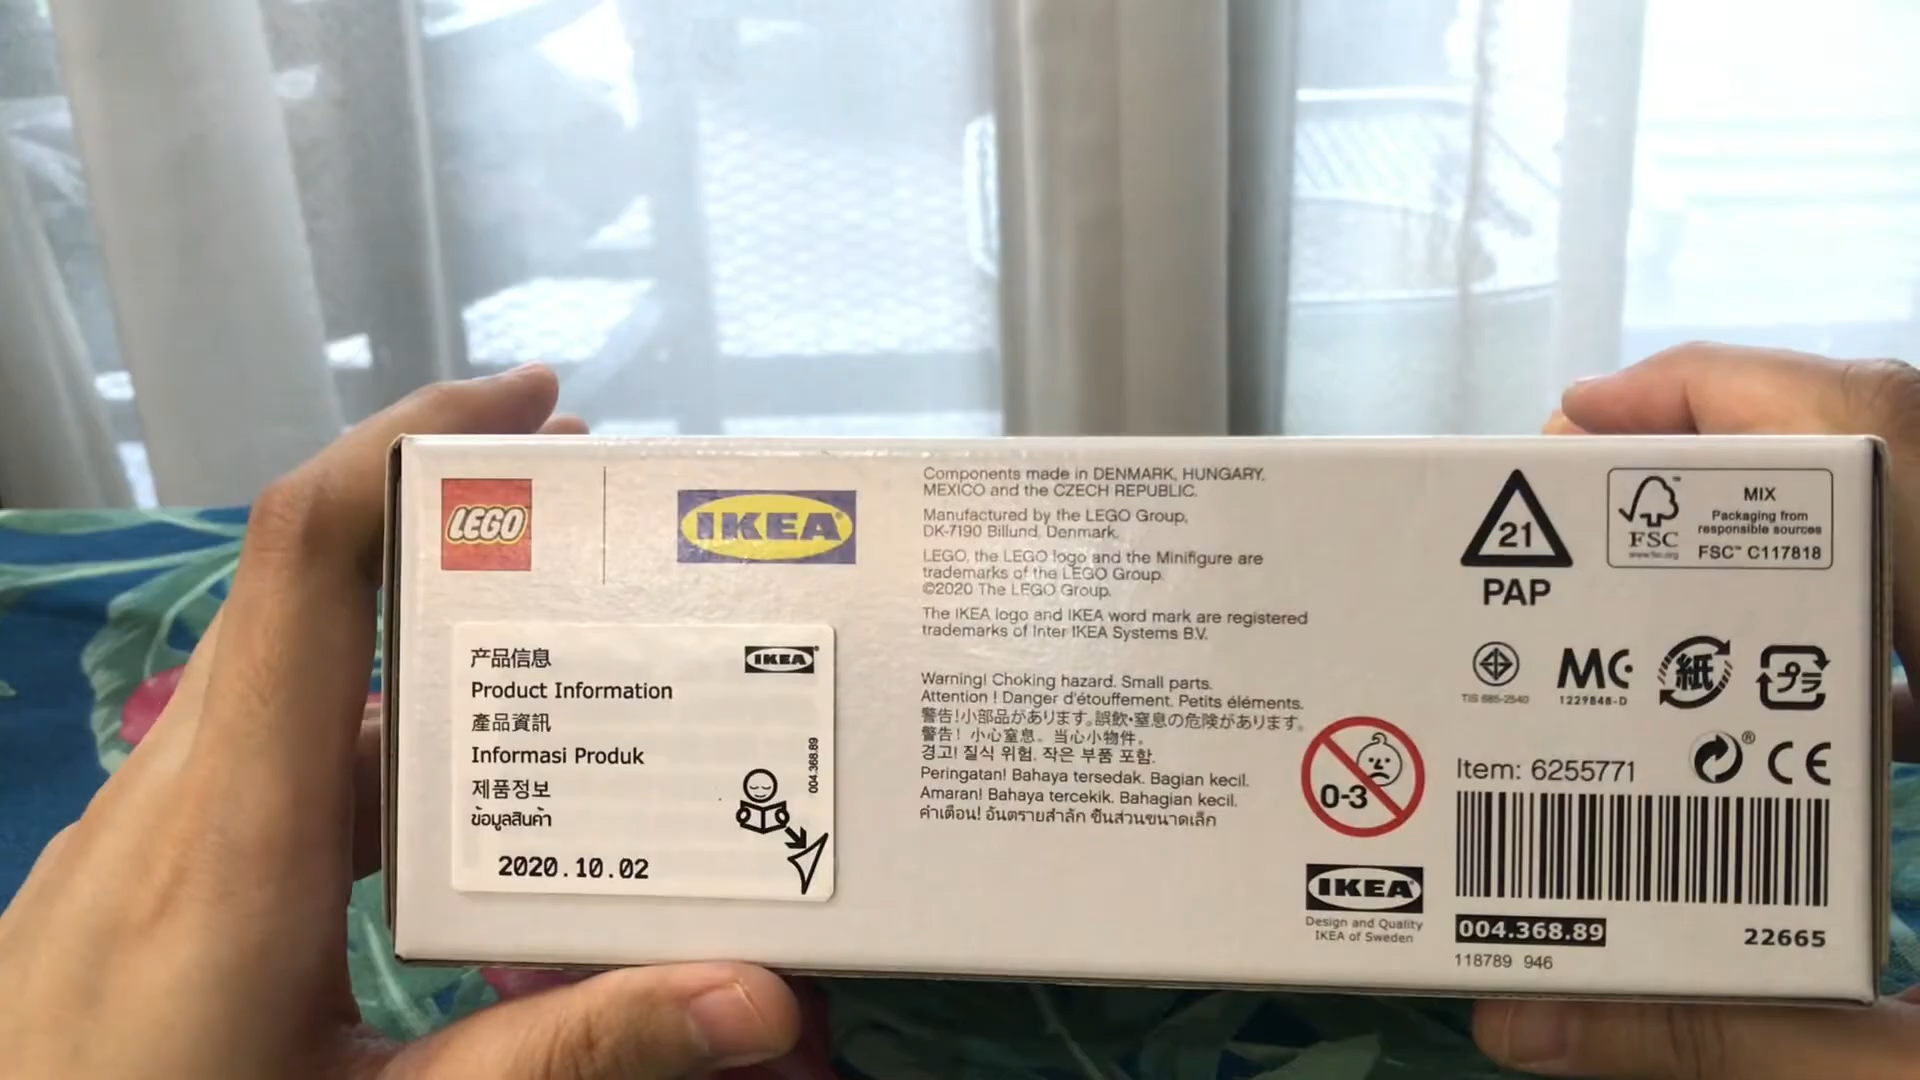 LEGO
IKEA®
产品信息
IKEA®
Product Information
產品資訊
Informasi Produk
제품정보
ข้อมูลสินค้า
004.368.89
2020.10.02
Components made in DENMARK, HUNGARY,
MEXICO and the CZECH REPUBLIC.
Manufactured by the LEGO Group,
DK-7190 Billund, Denmark.
LEGO, the LEGO logo and the Minifigure are
trademarks of the LEGO Group.
©2020 The LEGO Group.
The IKEA logo and IKEA word mark are registered
trademarks of Inter IKEA Systems B.V.
Warning! Choking hazard. Small parts.
Attention ! Danger d'étouffement. Petits éléments.
警告!小部品があります。誤飲・窒息の危険があります。
警告！小心窒息。当心小物件。
경고! 질식 위험. 작은 부품 포함.
Peringatan! Bahaya tersedak. Bagian kecil.
Amaran! Bahaya tercekik. Bahagian kecil.
คำเตือน! อันตรายสำลัก ชิ้นส่วนขนาดเล็ก
0-3
IKEA®
Design and Quality
IKEA of Sweden
21
PAP
FSC
www.fsc.org
MIX
Packaging from
responsible sources
FSC™ C117818
TIS 685-2540
MC
1229848-D
紙
プラ
Item: 6255771
®
CE
004.368.89
22665
118789 946